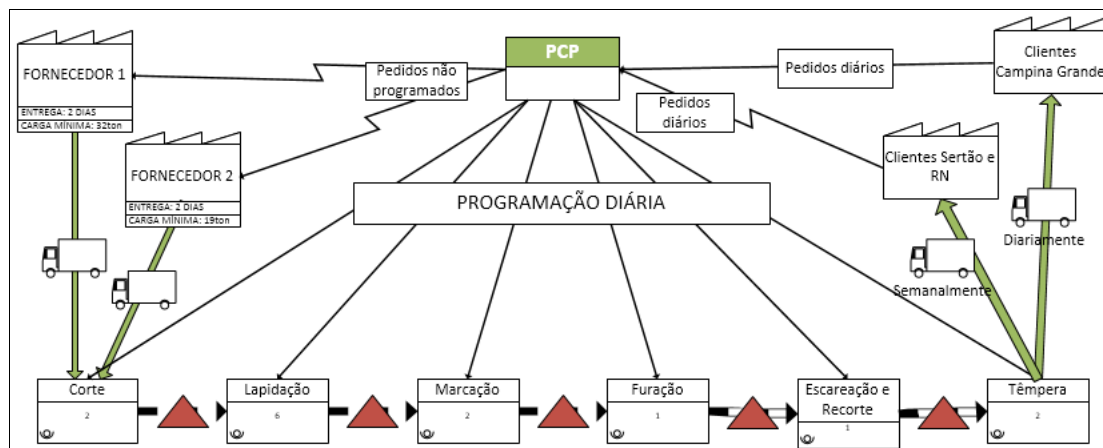 PCP
Clientes
Campina Grande
FORNECEDOR 1
ENTREGA: 2 DIAS
CARGA MÍNIMA: 32ton
Pedidos não
programados
Pedidos diários
Pedidos
diários
FORNECEDOR 2
ENTREGA: 2 DIAS
CARGA MÍNIMA: 19ton
Clientes Sertão e
RN
PROGRAMAÇÃO DIÁRIA
Diariamente
Semanalmente
Corte
2
Lapidação
6
Marcação
2
Furação
1
Escareação e
Recorte
1
Têmpera
2